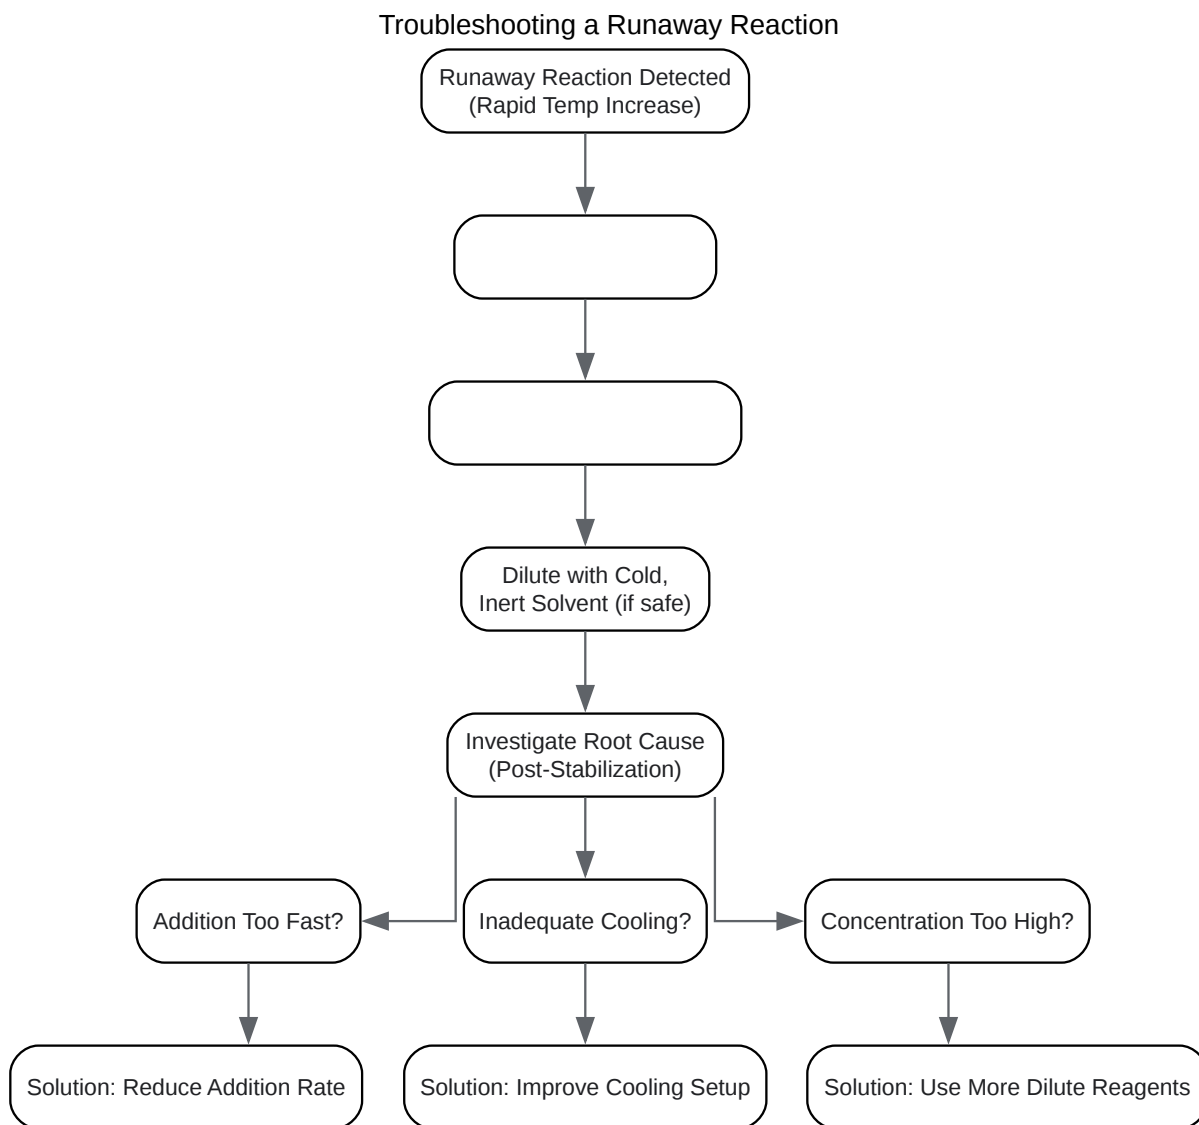 Troubleshooting a Runaway Reaction
Runaway Reaction Detected
(Rapid Temp Increase)
Dilute with Cold,
Inert Solvent (if safe)
Investigate Root Cause
(Post-Stabilization)
Addition Too Fast?
Inadequate Cooling?
Concentration Too High?
Solution: Reduce Addition Rate
Solution: Improve Cooling Setup
Solution: Use More Dilute Reagents